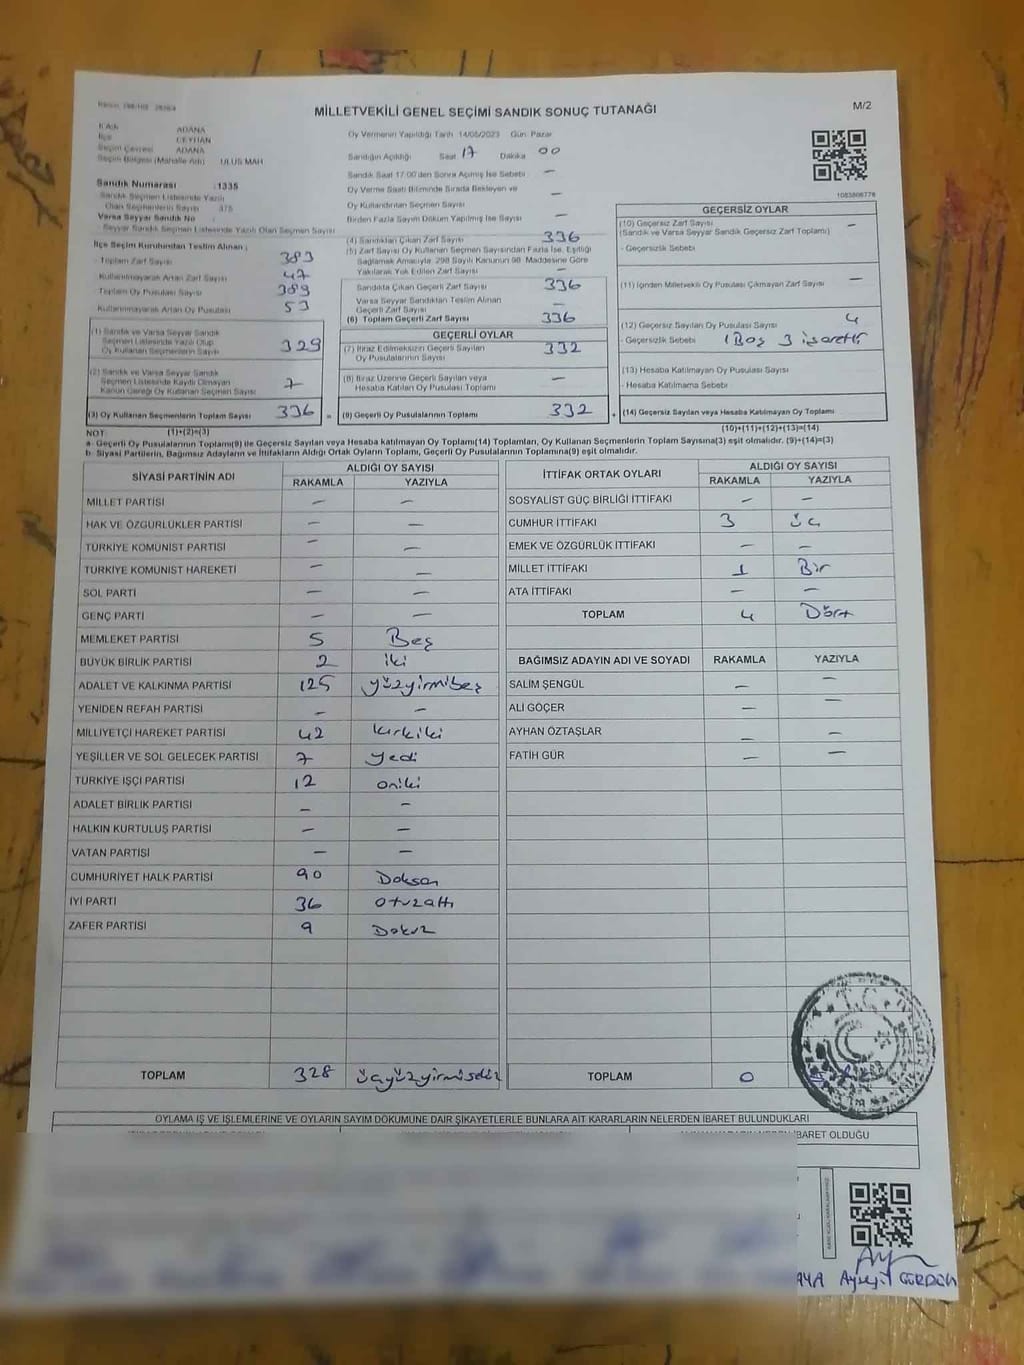 MİLLETVEKİLİ GENEL SEÇİMİ SANDIK SONUÇ TUTANAĞI
M/2
İl Adı ADANA
İlçe CEYHAN
Seçim Çevresi ADANA
Seçim Bölgesi (Mahalle Adı) ULUS MAH
Sandık Numarası :1335
Sandık Seçmen Listesinde Yazılı
Olan Seçmenlerin Sayısı 375
Varsa Seyyar Sandık No
Seyyar Sandık Seçmen Listesinde Yazılı Olan Seçmen Sayısı
Oy Vermenin Yapıldığı Tarih 14/05/2023 Gün Pazar
Sandığın Açıldığı Saat 17 Dakika 00
Sandık Saat 17:00'den Sonra Açılmış İse Sebebi —
Oy Verme Saati Bitiminde Sırada Bekleyen ve
Oy Kullandırılan Seçmen Sayısı —
Birden Fazla Sayım Döküm Yapılmış İse Sayısı —
1083806776
İlçe Seçim Kurulundan Teslim Alınan
Toplam Zarf Sayısı 383
Kullanılmayarak Artan Zarf Sayısı 47
Toplam Oy Pusulası Sayısı 389
Kullanılmayarak Artan Oy Pusulası 53
(1) Sandık ve Varsa Seyyar Sandık
Seçmen Listesinde Yazılı Olup
Oy Kullanan Seçmenlerin Sayısı 329
(2) Sandık ve Varsa Seyyar Sandık
Seçmen Listesinde Kayıtlı Olmayan
Kanun Gereği Oy Kullanan Seçmen Sayısı 7
(3) Oy Kullanan Seçmenlerin Toplam Sayısı 336
(1)+(2)=(3)
(4) Sandıktan Çıkan Zarf Sayısı 336
(5) Zarf Sayısı Oy Kullanan Seçmen Sayısından Fazla İse, Eşitliği
Sağlamak Amacıyla 298 Sayılı Kanunun 98. Maddesine Göre
Yakılarak Yok Edilen Zarf Sayısı —
Sandıkta Çıkan Geçerli Zarf Sayısı 336
Varsa Seyyar Sandıktan Teslim Alınan
Geçerli Zarf Sayısı —
(6) Toplam Geçerli Zarf Sayısı 336
GEÇERLİ OYLAR
(7) İtiraz Edilmeksizin Geçerli Sayılan
Oy Pusulalarının Sayısı 332
(8) İtiraz Üzerine Geçerli Sayılan veya
Hesaba Katılan Oy Pusulası Toplamı —
(9) Geçerli Oy Pusulalarının Toplamı 332
GEÇERSİZ OYLAR
(10) Geçersiz Zarf Sayısı
(Sandık ve Varsa Seyyar Sandık Geçersiz Zarf Toplamı) —
- Geçersizlik Sebebi
(11) İçinden Milletvekili Oy Pusulası Çıkmayan Zarf Sayısı —
(12) Geçersiz Sayılan Oy Pusulası Sayısı 4
- Geçersizlik Sebebi 1 Boş 3 işaretli
(13) Hesaba Katılmayan Oy Pusulası Sayısı
- Hesaba Katılmama Sebebi
(14) Geçersiz Sayılan veya Hesaba Katılmayan Oy Toplamı
(10)+(11)+(12)+(13)=(14)
NOT:
a- Geçerli Oy Pusulalarının Toplamı(9) ile Geçersiz Sayılan veya Hesaba katılmayan Oy Toplamı(14) Toplamları, Oy Kullanan Seçmenlerin Toplam Sayısına(3) eşit olmalıdır. (9)+(14)=(3)
b- Siyasi Partilerin, Bağımsız Adayların ve İttifakların Aldığı Ortak Oyların Toplamı, Geçerli Oy Pusulalarının Toplamına(9) eşit olmalıdır.
SİYASİ PARTİNİN ADI ALDIĞI OY SAYISI
RAKAMLA YAZIYLA
MİLLET PARTİSİ — —
HAK VE ÖZGÜRLÜKLER PARTİSİ — —
TÜRKİYE KOMÜNİST PARTİSİ — —
TÜRKİYE KOMÜNİST HAREKETİ — —
SOL PARTİ — —
GENÇ PARTİ — —
MEMLEKET PARTİSİ 5 Beş
BÜYÜK BİRLİK PARTİSİ 2 iki
ADALET VE KALKINMA PARTİSİ 125 yüzyirmibeş
YENİDEN REFAH PARTİSİ — —
MİLLİYETÇİ HAREKET PARTİSİ 42 kırkiki
YEŞİLLER VE SOL GELECEK PARTİSİ 7 yedi
TÜRKİYE İŞÇİ PARTİSİ 12 oniki
ADALET BİRLİK PARTİSİ — —
HALKIN KURTULUŞ PARTİSİ — —
VATAN PARTİSİ — —
CUMHURİYET HALK PARTİSİ 90 Doksan
İYİ PARTİ 36 otuzaltı
ZAFER PARTİSİ 9 Dokuz
TOPLAM 328 üçyüzyirmisekiz
İTTİFAK ORTAK OYLARI ALDIĞI OY SAYISI
RAKAMLA YAZIYLA
SOSYALİST GÜÇ BİRLİĞİ İTTİFAKI — —
CUMHUR İTTİFAKI 3 üç
EMEK VE ÖZGÜRLÜK İTTİFAKI — —
MİLLET İTTİFAKI 1 Bir
ATA İTTİFAKI — —
TOPLAM 4 Dört
BAĞIMSIZ ADAYIN ADI VE SOYADI RAKAMLA YAZIYLA
SALİM ŞENGÜL — —
ALİ GÖÇER — —
AYHAN ÖZTAŞLAR — —
FATİH GÜR — —
TOPLAM 0
T.C.
OYLAMA İŞ VE İŞLEMLERİNE VE OYLARIN SAYIM DÖKÜMÜNE DAİR ŞİKAYETLERLE BUNLARA AİT KARARLARIN NELERDEN İBARET BULUNDUKLARI
İBARET OLDUĞU